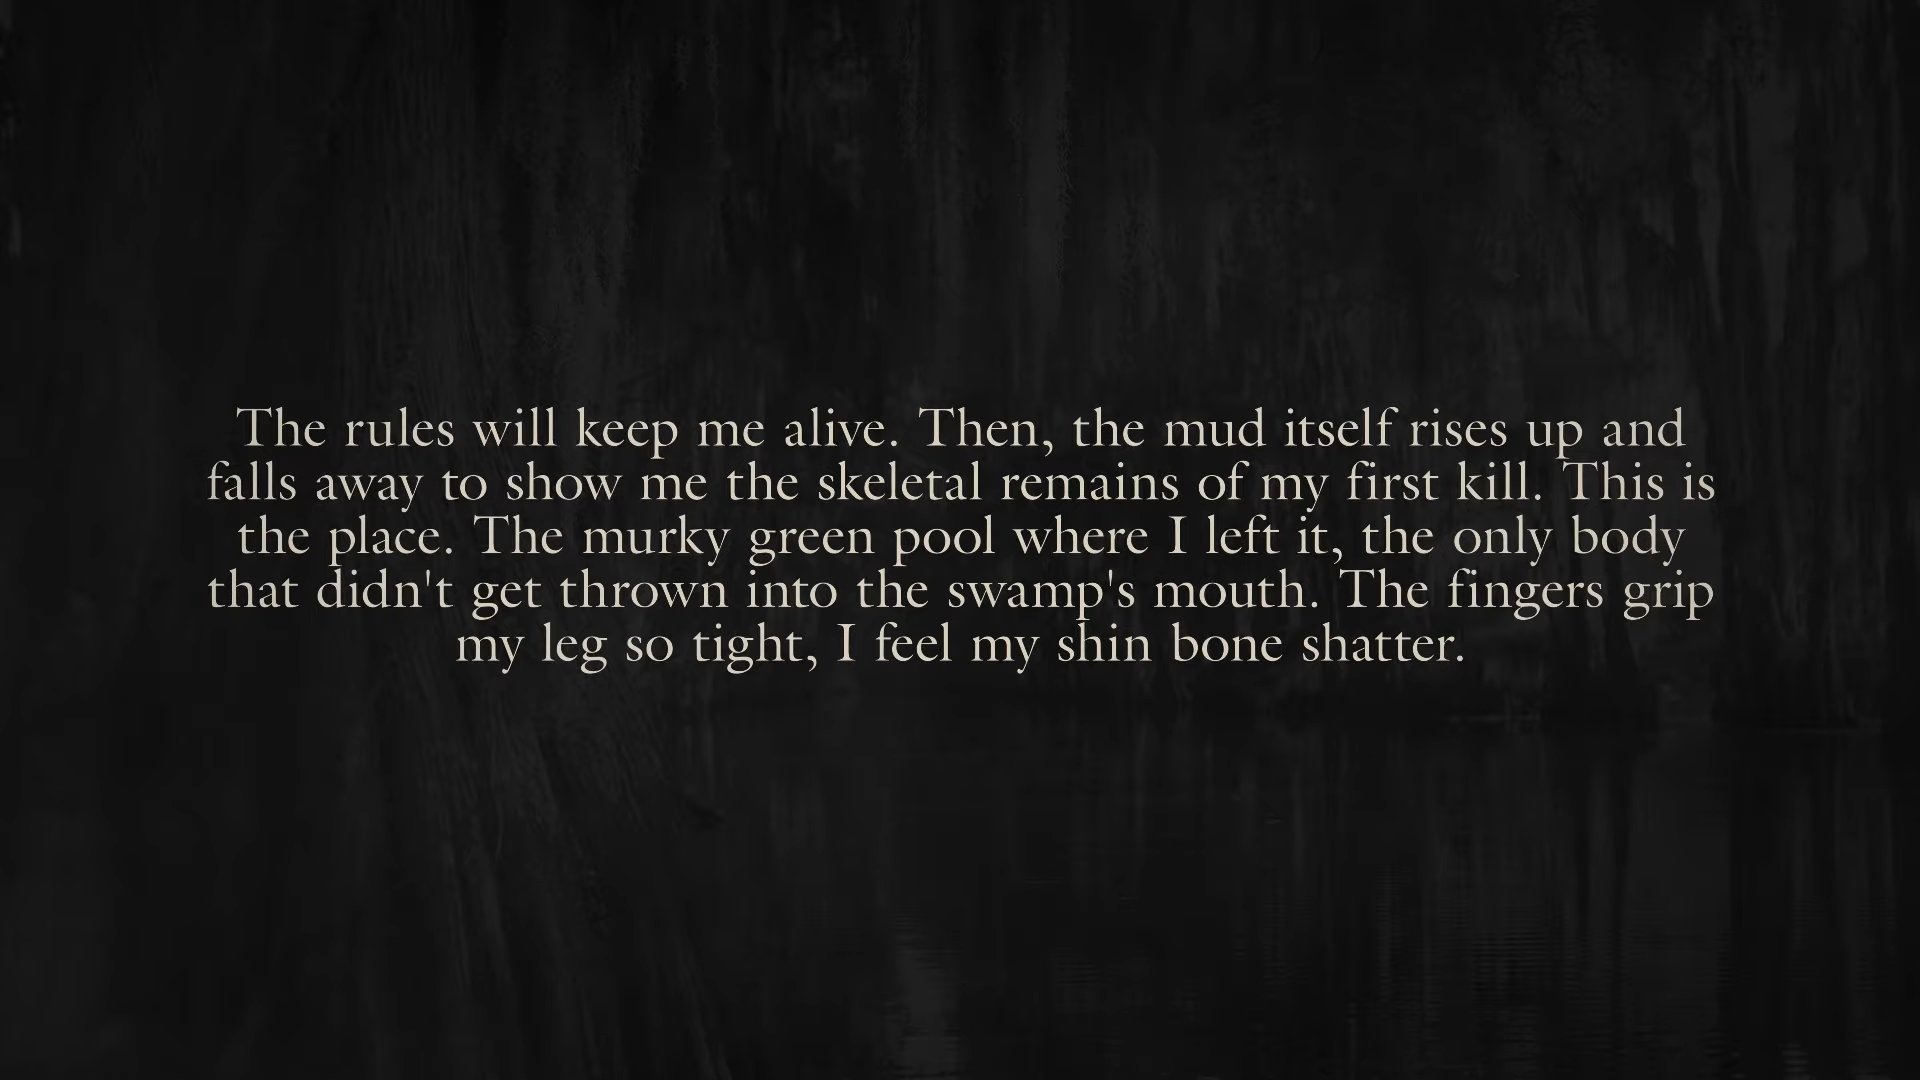 The rules will keep me alive. Then, the mud itself rises up and
falls away to show me the skeletal remains of my first kill. This is
the place. The murky green pool where I left it, the only body
that didn't get thrown into the swamp's mouth. The fingers grip
my leg so tight, I feel my shin bone shatter.